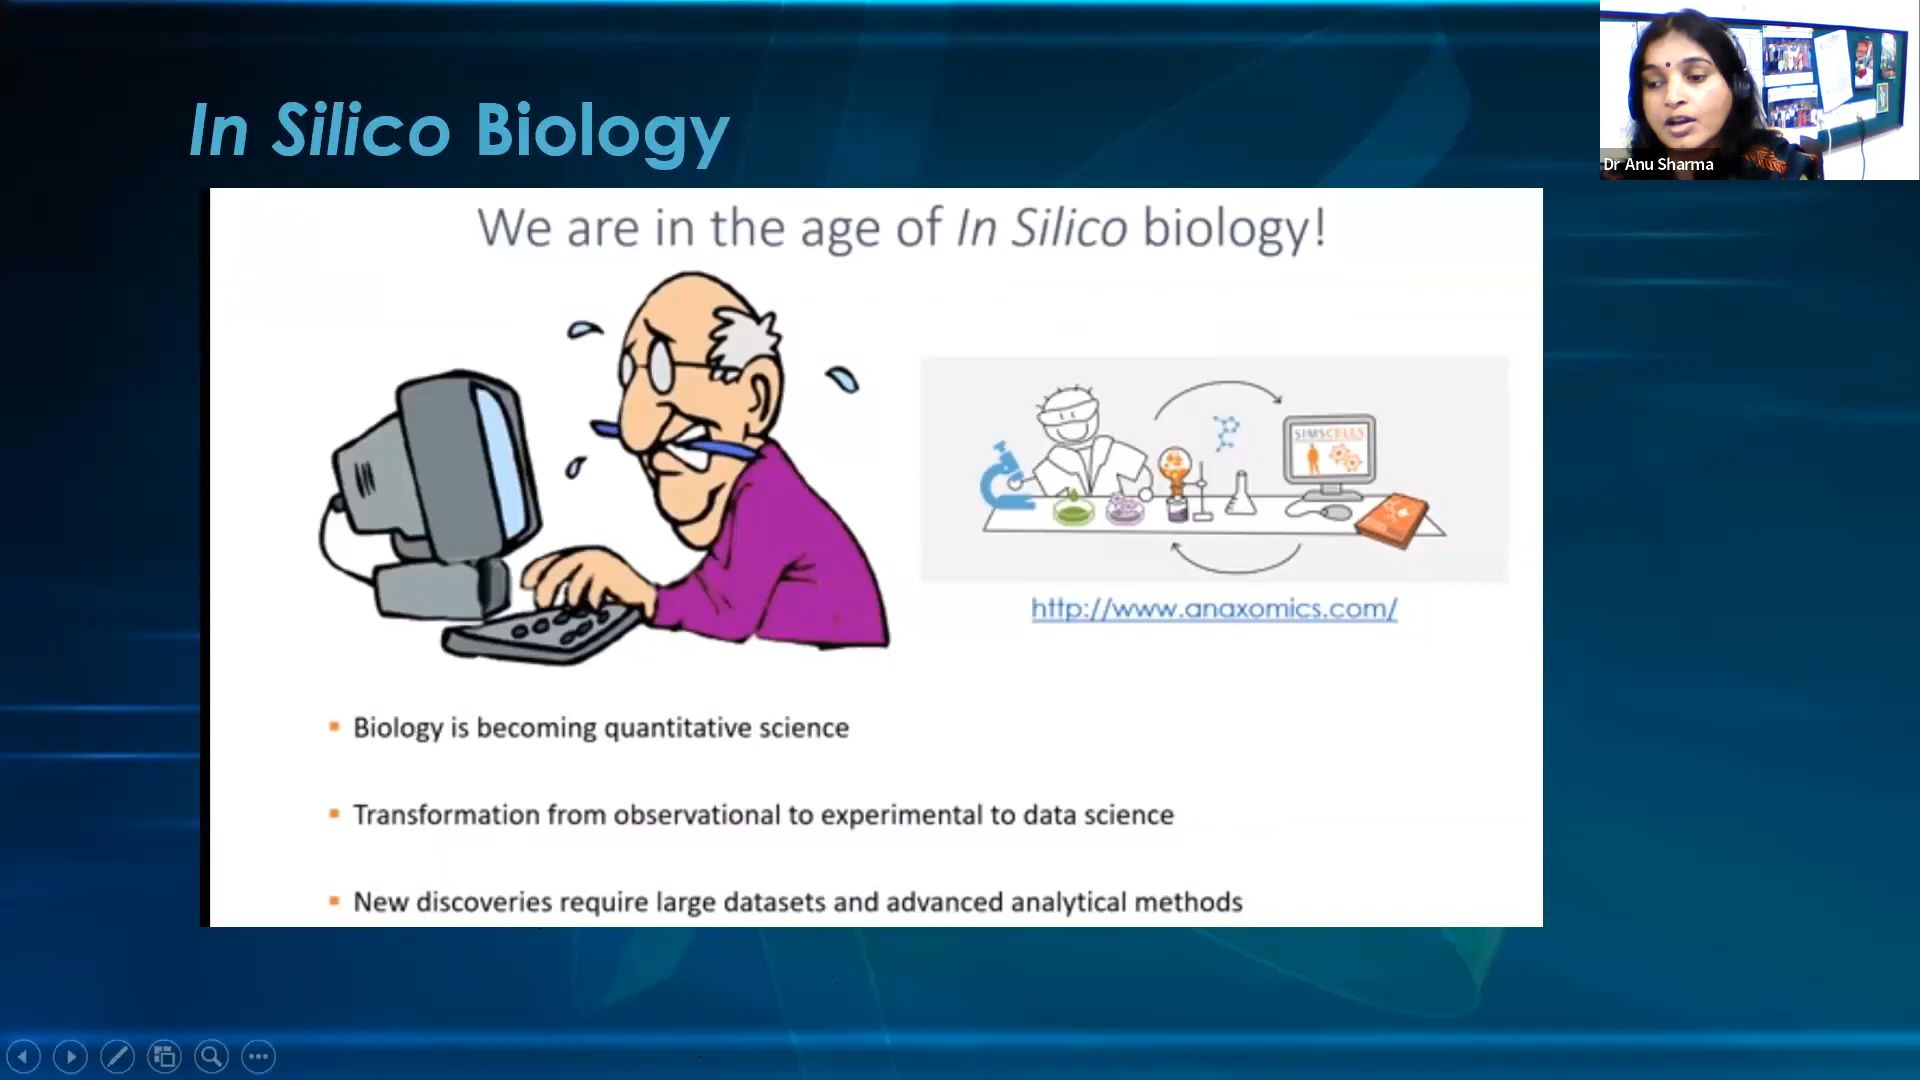 In Silico Biology
Dr Anu Sharma
We are in the age of In Silico biology!
SIMSCELLS
http://www.anaxomics.com/
Biology is becoming quantitative science
Transformation from observational to experimental to data science
New discoveries require large datasets and advanced analytical methods